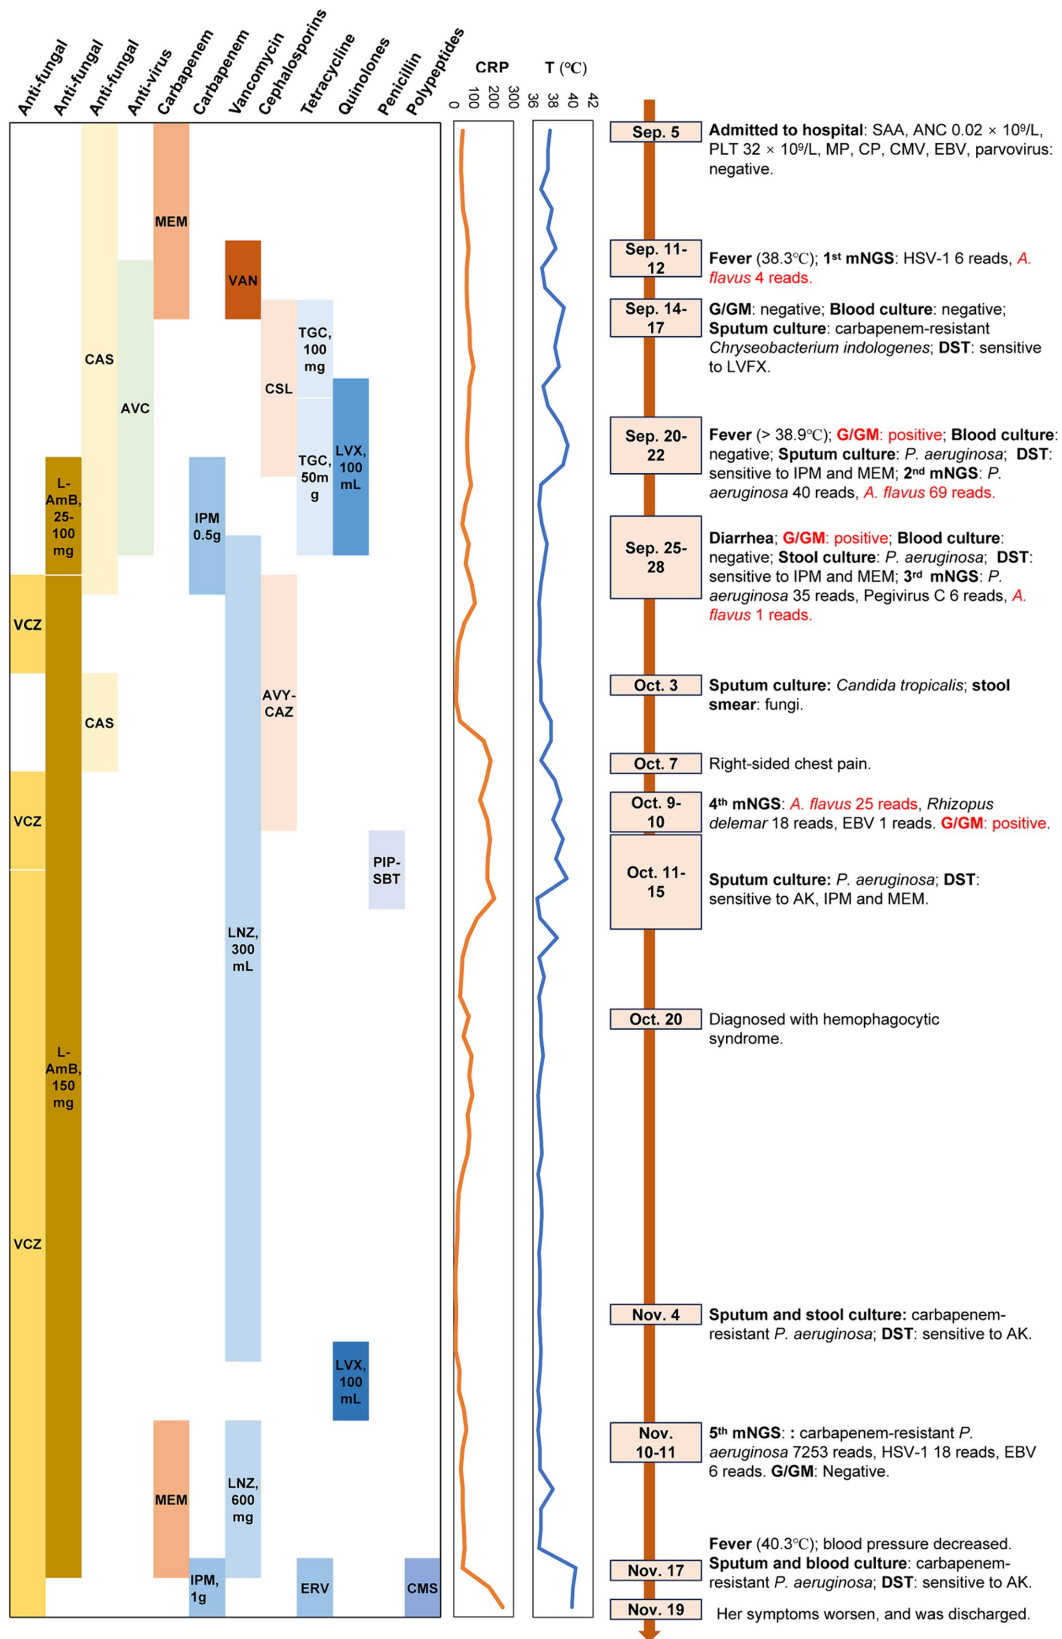 Anti-fungal
Anti-fungal
Anti-fungal
Anti-virus
Carbapenem
Carbapenem
Vancomycin
Cephalosporins
Tetracycline
Quinolones
Penicillin
Polypeptides
CRP
T (℃)
0 100 200 300
36 38 40 42
MEM
VAN
CAS
AVC
CSL
TGC,
100
mg
TGC,
50m
g
LVX,
100
mL
L-
AmB,
25-
100
mg
IPM
0.5g
VCZ
CAS
AVY-
CAZ
VCZ
PIP-
SBT
LNZ,
300
mL
L-
AmB,
150
mg
VCZ
LVX,
100
mL
MEM
LNZ,
600
mg
IPM,
1g
ERV
CMS
Sep. 5
Admitted to hospital: SAA, ANC 0.02 × 10⁹/L,
PLT 32 × 10⁹/L, MP, CP, CMV, EBV, parvovirus:
negative.
Sep. 11-
12
Fever (38.3℃); 1st mNGS: HSV-1 6 reads, A.
flavus 4 reads.
Sep. 14-
17
G/GM: negative; Blood culture: negative;
Sputum culture: carbapenem-resistant
Chryseobacterium indologenes; DST: sensitive
to LVFX.
Sep. 20-
22
Fever (> 38.9℃); G/GM: positive; Blood culture:
negative; Sputum culture: P. aeruginosa; DST:
sensitive to IPM and MEM; 2nd mNGS: P.
aeruginosa 40 reads, A. flavus 69 reads.
Sep. 25-
28
Diarrhea; G/GM: positive; Blood culture:
negative; Stool culture: P. aeruginosa; DST:
sensitive to IPM and MEM; 3rd mNGS: P.
aeruginosa 35 reads, Pegivirus C 6 reads, A.
flavus 1 reads.
Oct. 3
Sputum culture: Candida tropicalis; stool
smear: fungi.
Oct. 7
Right-sided chest pain.
Oct. 9-
10
4th mNGS: A. flavus 25 reads, Rhizopus
delemar 18 reads, EBV 1 reads. G/GM: positive.
Oct. 11-
15
Sputum culture: P. aeruginosa; DST:
sensitive to AK, IPM and MEM.
Oct. 20
Diagnosed with hemophagocytic
syndrome.
Nov. 4
Sputum and stool culture: carbapenem-
resistant P. aeruginosa; DST: sensitive to AK.
Nov.
10-11
5th mNGS: : carbapenem-resistant P.
aeruginosa 7253 reads, HSV-1 18 reads, EBV
6 reads. G/GM: Negative.
Nov. 17
Fever (40.3℃); blood pressure decreased.
Sputum and blood culture: carbapenem-
resistant P. aeruginosa; DST: sensitive to AK.
Nov. 19
Her symptoms worsen, and was discharged.